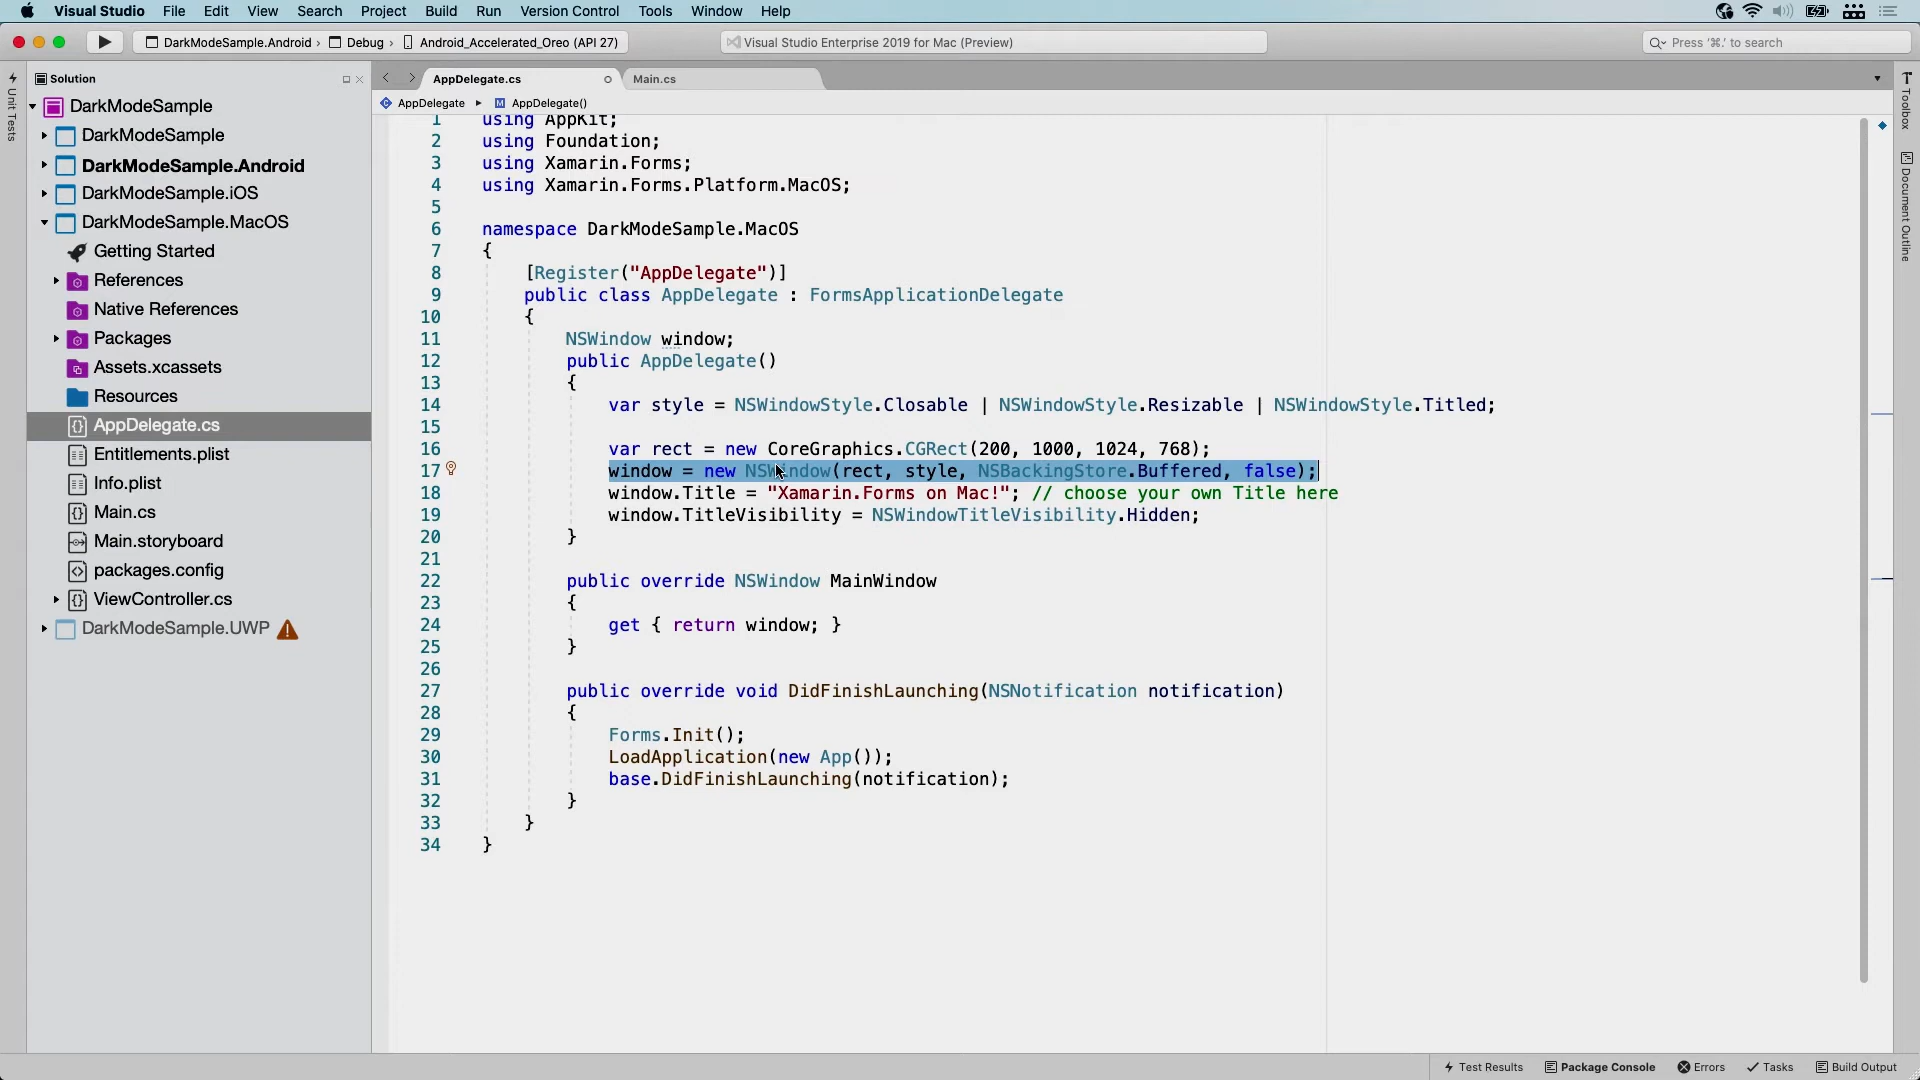 Visual Studio File Edit View Search Project Build Run Version Control Tools Window Help
DarkModeSample.Android › Debug › Android_Accelerated_Oreo (API 27)
Visual Studio Enterprise 2019 for Mac (Preview)
Press '⌘.' to search
Unit Tests
Solution
DarkModeSample
DarkModeSample
DarkModeSample.Android
DarkModeSample.iOS
DarkModeSample.MacOS
Getting Started
References
Native References
Packages
Assets.xcassets
Resources
AppDelegate.cs
Entitlements.plist
Info.plist
Main.cs
Main.storyboard
packages.config
ViewController.cs
DarkModeSample.UWP
AppDelegate.cs
Main.cs
AppDelegate
AppDelegate()
1 using AppKit;
2 using Foundation;
3 using Xamarin.Forms;
4 using Xamarin.Forms.Platform.MacOS;
5
6 namespace DarkModeSample.MacOS
7 {
8 [Register("AppDelegate")]
9 public class AppDelegate : FormsApplicationDelegate
10 {
11 NSWindow window;
12 public AppDelegate()
13 {
14 var style = NSWindowStyle.Closable | NSWindowStyle.Resizable | NSWindowStyle.Titled;
15
16 var rect = new CoreGraphics.CGRect(200, 1000, 1024, 768);
17 window = new NSWindow(rect, style, NSBackingStore.Buffered, false);
18 window.Title = "Xamarin.Forms on Mac!"; // choose your own Title here
19 window.TitleVisibility = NSWindowTitleVisibility.Hidden;
20 }
21
22 public override NSWindow MainWindow
23 {
24 get { return window; }
25 }
26
27 public override void DidFinishLaunching(NSNotification notification)
28 {
29 Forms.Init();
30 LoadApplication(new App());
31 base.DidFinishLaunching(notification);
32 }
33 }
34 }
Toolbox
Document Outline
Test Results
Package Console
Errors
Tasks
Build Output